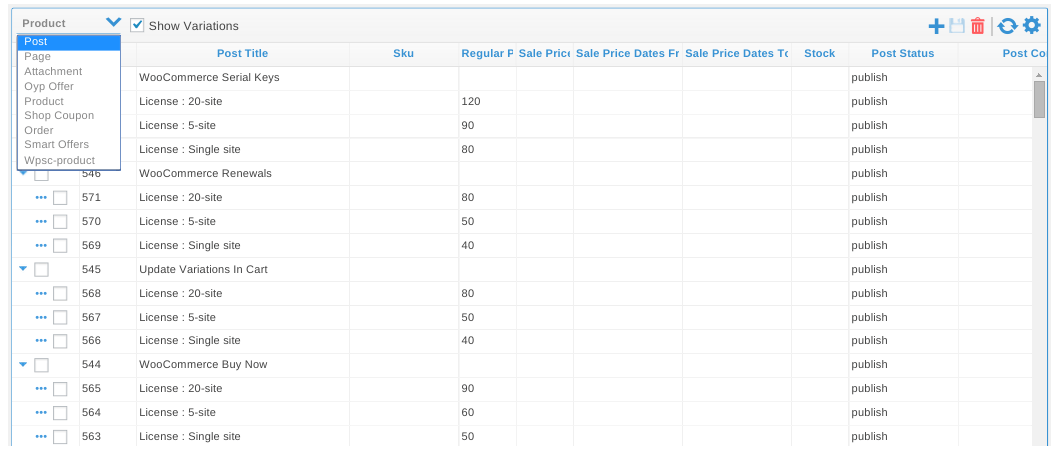 Product Show Variations
Post
Page
Attachment
Oyp Offer
Product
Shop Coupon
Order
Smart Offers
Wpsc-product
Post Title Sku Regular P Sale Price Sale Price Dates Fr Sale Price Dates To Stock Post Status Post Co
WooCommerce Serial Keys publish
License : 20-site 120 publish
License : 5-site 90 publish
License : Single site 80 publish
546 WooCommerce Renewals publish
571 License : 20-site 80 publish
570 License : 5-site 50 publish
569 License : Single site 40 publish
545 Update Variations In Cart publish
568 License : 20-site 80 publish
567 License : 5-site 50 publish
566 License : Single site 40 publish
544 WooCommerce Buy Now publish
565 License : 20-site 90 publish
564 License : 5-site 60 publish
563 License : Single site 50 publish